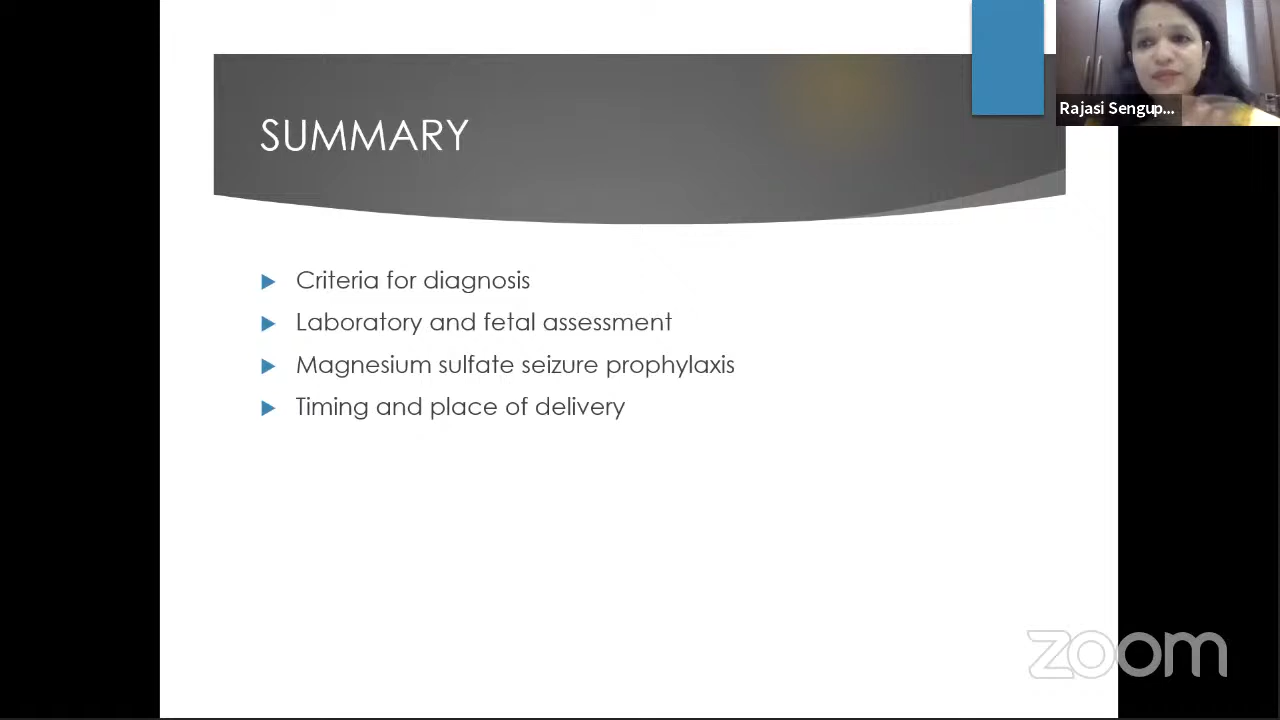 Rajasi Sengup...
SUMMARY
Criteria for diagnosis
Laboratory and fetal assessment
Magnesium sulfate seizure prophylaxis
Timing and place of delivery
zoom